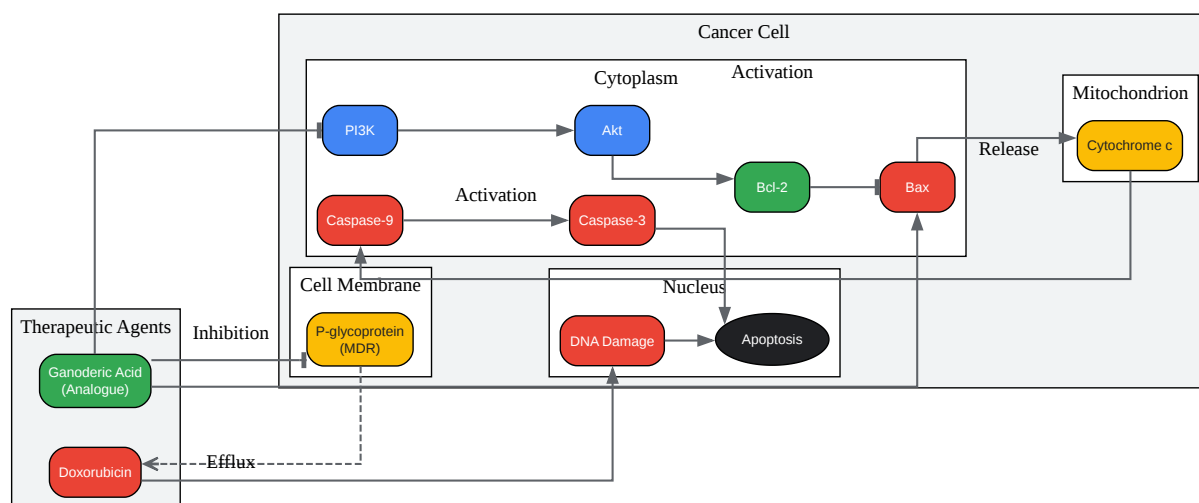 Cancer Cell
Cytoplasm
Activation
Mitochondrion
PI3K
Akt
Cytochrome c
Release
Bcl-2
Bax
Caspase-9
Activation
Caspase-3
Cell Membrane
Nucleus
Therapeutic Agents
Inhibition
P-glycoprotein
(MDR)
DNA Damage
Apoptosis
Ganoderic Acid
(Analogue)
Efflux
Doxorubicin